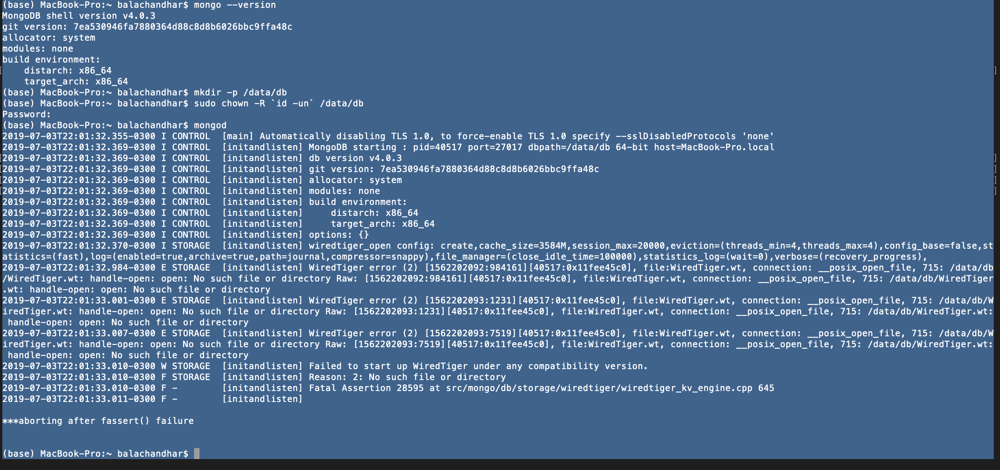 (base) MacBook-Pro:~ balachandhar$ mongo --version
MongoDB shell version v4.0.3
git version: 7ea530946fa7880364d88c8d8b6026bbc9ffa48c
allocator: system
modules: none
build environment:
[    distarch: x86_64 ]
    target_arch: x86_64
(base) MacBook-Pro:~ balachandhar$ mkdir -p /data/db
(base) MacBook-Pro:~ balachandhar$ sudo chown -R `id -un` /data/db
Password:
(base) MacBook-Pro:~ balachandhar$ mongod
2019-07-03T22:01:32.355-0300 I CONTROL  [main] Automatically disabling TLS 1.0, to force-enable TLS 1.0 specify --sslDisabledProtocols 'none'
2019-07-03T22:01:32.369-0300 I CONTROL  [initandlisten] MongoDB starting : pid=40517 port=27017 dbpath=/data/db 64-bit host=MacBook-Pro.local
[2019-07-03T22:01:32.369-0300 I CONTROL  [initandlisten] db version v4.0.3 ]
[2019-07-03T22:01:32.369-0300 I CONTROL  [initandlisten] git version: 7ea530946fa7880364d88c8d8b6026bbc9ffa48c ]
[2019-07-03T22:01:32.369-0300 I CONTROL  [initandlisten] allocator: system ]
[2019-07-03T22:01:32.369-0300 I CONTROL  [initandlisten] modules: none ]
2019-07-03T22:01:32.369-0300 I CONTROL  [initandlisten] build environment:
2019-07-03T22:01:32.369-0300 I CONTROL  [initandlisten]     distarch: x86_64
2019-07-03T22:01:32.369-0300 I CONTROL  [initandlisten]     target_arch: x86_64
2019-07-03T22:01:32.369-0300 I CONTROL  [initandlisten] options: {}
2019-07-03T22:01:32.370-0300 I STORAGE  [initandlisten] wiredtiger_open config: create,cache_size=3584M,session_max=20000,eviction=(threads_min=4,threads_max=4),config_base=false,st
atistics=(fast),log=(enabled=true,archive=true,path=journal,compressor=snappy),file_manager=(close_idle_time=100000),statistics_log=(wait=0),verbose=(recovery_progress),
2019-07-03T22:01:32.984-0300 E STORAGE  [initandlisten] WiredTiger error (2) [1562202092:984161][40517:0x11fee45c0], file:WiredTiger.wt, connection: __posix_open_file, 715: /data/db
/WiredTiger.wt: handle-open: open: No such file or directory Raw: [1562202092:984161][40517:0x11fee45c0], file:WiredTiger.wt, connection: __posix_open_file, 715: /data/db/WiredTiger
.wt: handle-open: open: No such file or directory
2019-07-03T22:01:33.001-0300 E STORAGE  [initandlisten] WiredTiger error (2) [1562202093:1231][40517:0x11fee45c0], file:WiredTiger.wt, connection: __posix_open_file, 715: /data/db/W
iredTiger.wt: handle-open: open: No such file or directory Raw: [1562202093:1231][40517:0x11fee45c0], file:WiredTiger.wt, connection: __posix_open_file, 715: /data/db/WiredTiger.wt:
 handle-open: open: No such file or directory
2019-07-03T22:01:33.007-0300 E STORAGE  [initandlisten] WiredTiger error (2) [1562202093:7519][40517:0x11fee45c0], file:WiredTiger.wt, connection: __posix_open_file, 715: /data/db/W
iredTiger.wt: handle-open: open: No such file or directory Raw: [1562202093:7519][40517:0x11fee45c0], file:WiredTiger.wt, connection: __posix_open_file, 715: /data/db/WiredTiger.wt:
 handle-open: open: No such file or directory
2019-07-03T22:01:33.010-0300 W STORAGE  [initandlisten] Failed to start up WiredTiger under any compatibility version.
2019-07-03T22:01:33.010-0300 F STORAGE  [initandlisten] Reason: 2: No such file or directory
2019-07-03T22:01:33.010-0300 F -        [initandlisten] Fatal Assertion 28595 at src/mongo/db/storage/wiredtiger/wiredtiger_kv_engine.cpp 645
2019-07-03T22:01:33.011-0300 F -        [initandlisten]
***aborting after fassert() failure
(base) MacBook-Pro:~ balachandhar$